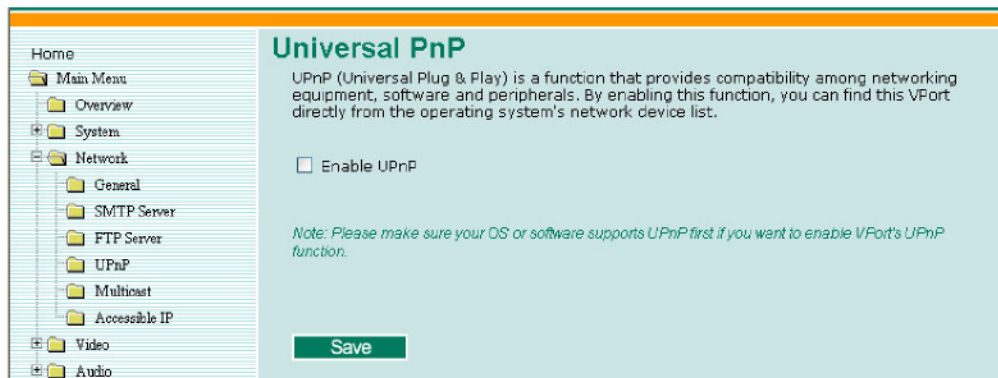 Home
Main Menu
Overview
System
Network
General
SMTP Server
FTP Server
UPnP
Multicast
Accessible IP
Video
Audio
Universal PnP
UPnP (Universal Plug & Play) is a function that provides compatibility among networking
equipment, software and peripherals. By enabling this function, you can find this VPort
directly from the operating system's network device list.
Enable UPnP
Note: Please make sure your OS or software supports UPnP first if you want to enable VPort's UPnP
function.
Save